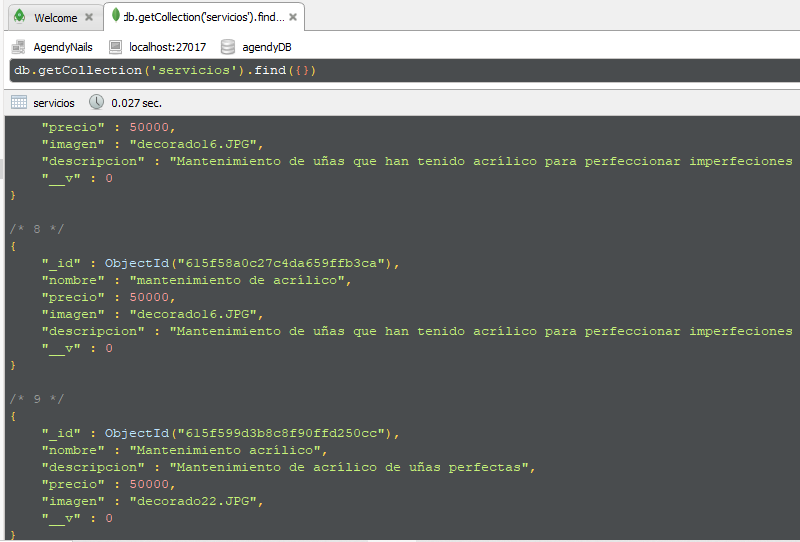 Welcome
db.getCollection('servicios').find...
AgendyNails localhost:27017 agendyDB
db.getCollection('servicios').find({})
servicios 0.027 sec.
"precio" : 50000,
"imagen" : "decorado16.JPG",
"descripcion" : "Mantenimiento de uñas que han tenido acrílico para perfeccionar imperfeciones
"__v" : 0
}
/* 8 */
{
"_id" : ObjectId("615f58a0c27c4da659ffb3ca"),
"nombre" : "mantenimiento de acrílico",
"precio" : 50000,
"imagen" : "decorado16.JPG",
"descripcion" : "Mantenimiento de uñas que han tenido acrílico para perfeccionar imperfeciones
"__v" : 0
}
/* 9 */
{
"_id" : ObjectId("615f599d3b8c8f90ffd250cc"),
"nombre" : "Mantenimiento acrílico",
"descripcion" : "Mantenimiento de acrílico de uñas perfectas",
"precio" : 50000,
"imagen" : "decorado22.JPG",
"__v" : 0
}